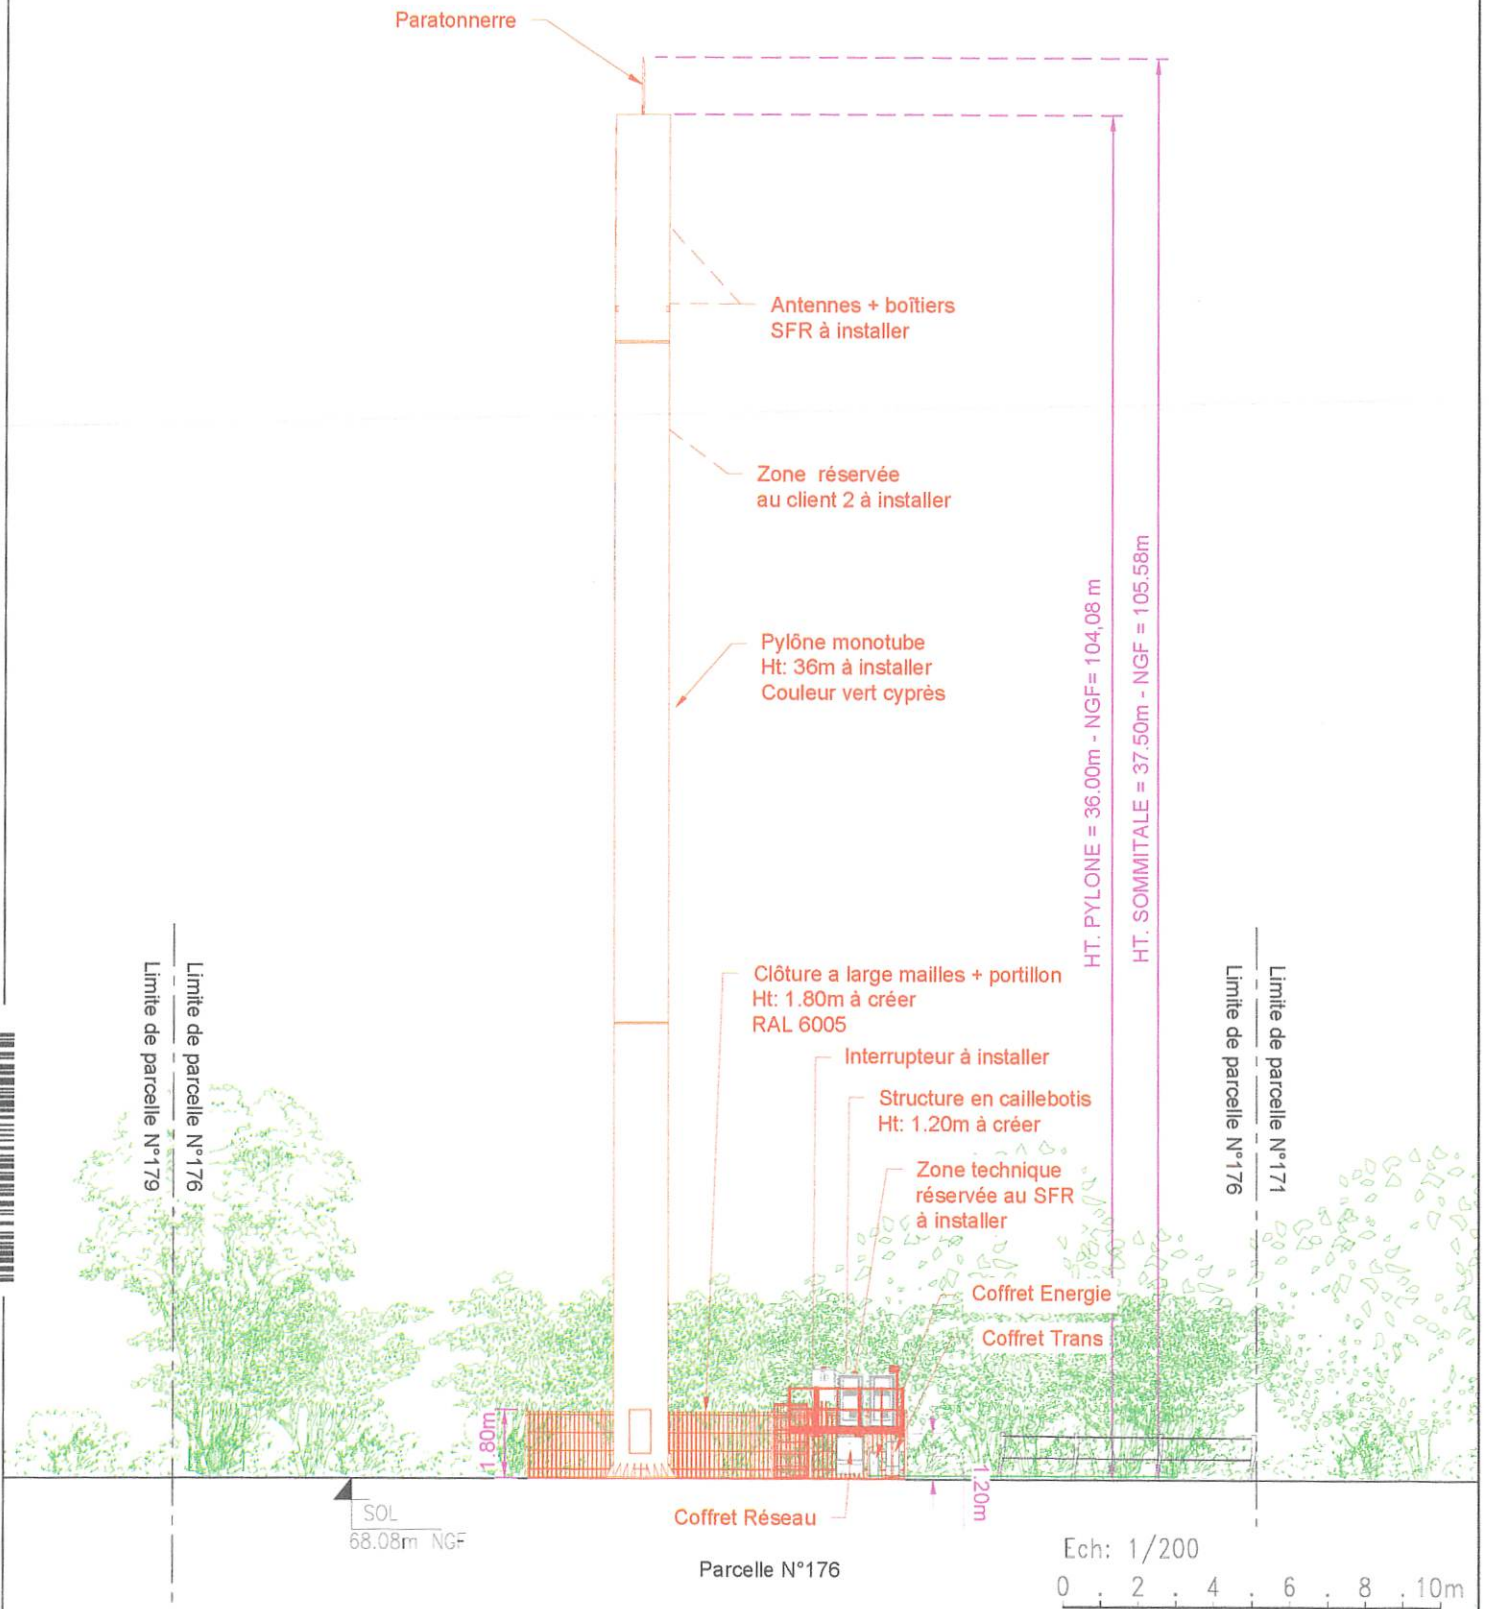 Paratonnerre
Antennes + boîtiers
SFR à installer
Zone réservée
au client 2 à installer
Pylône monotube
Ht: 36m à installer
Couleur vert cyprès
HT. PYLONE = 36.00m - NGF= 104,08 m
HT. SOMMITALE = 37.50m - NGF = 105.58m
Limite de parcelle N°179
Limite de parcelle N°176
Clôture a large mailles + portillon
Ht: 1.80m à créer
RAL 6005
Interrupteur à installer
Structure en caillebotis
Ht: 1.20m à créer
Zone technique
réservée au SFR
à installer
Limite de parcelle N°176
Limite de parcelle N°171
Coffret Energie
Coffret Trans
1.80m
1.20m
SOL
68.08m NGF
Coffret Réseau
Parcelle N°176
Ech: 1/200
0 . 2 . 4 . 6 . 8 . 10m